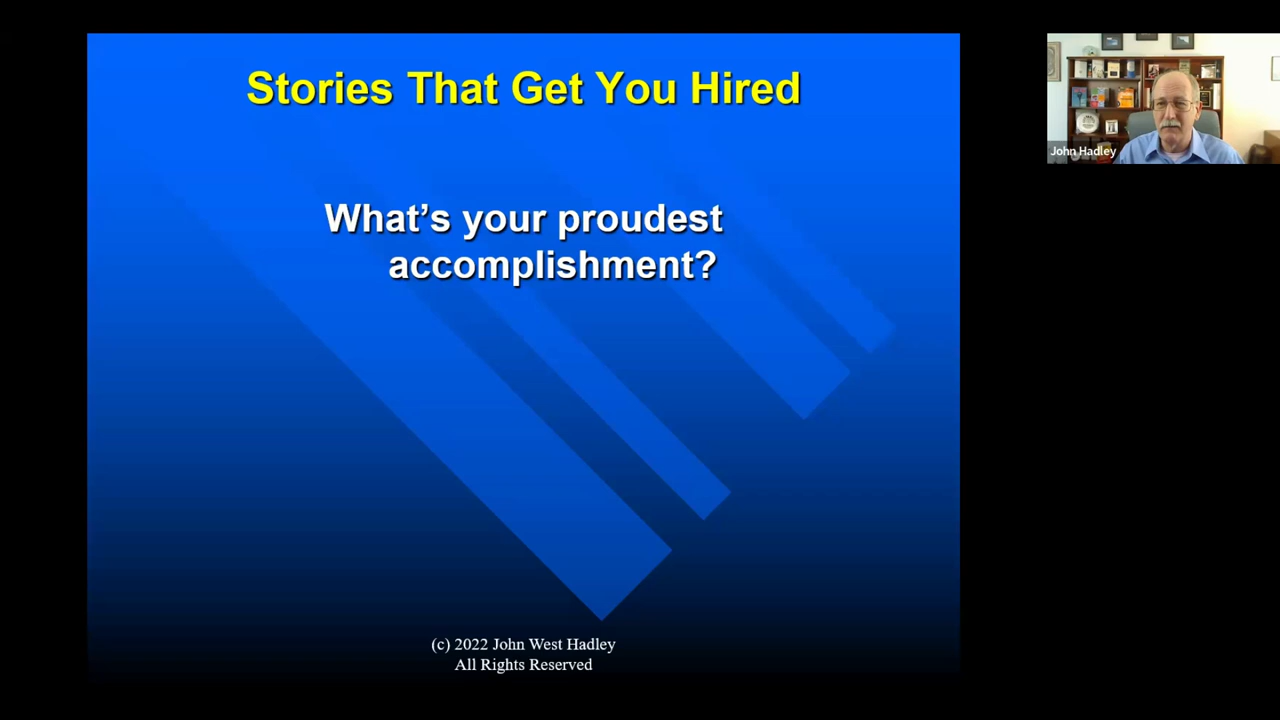 Stories That Get You Hired
What's your proudest
accomplishment?
(c) 2022 John West Hadley
All Rights Reserved
John Hadley